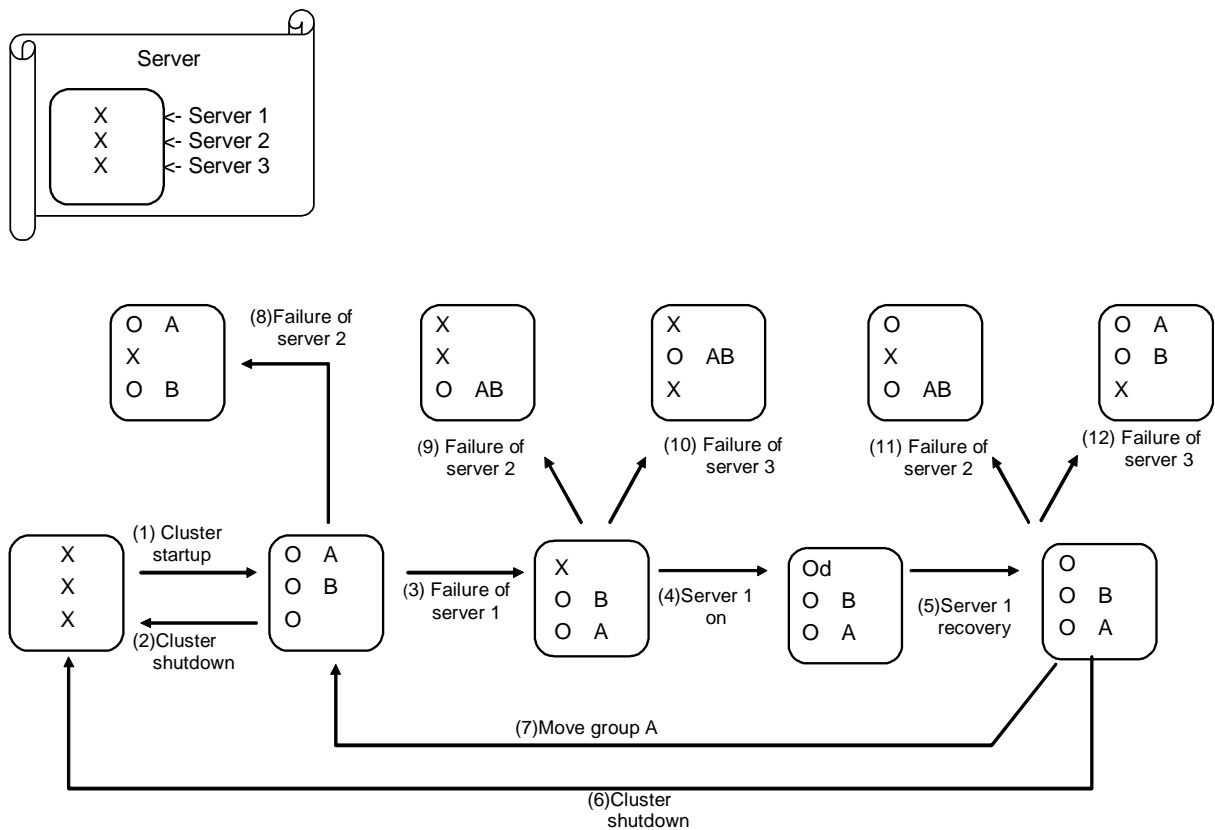 Server
X <- Server 1
X <- Server 2
X <- Server 3
O A
X
O B
(8)Failure of
server 2
X
X
O AB
X
O AB
X
O
X
O AB
O A
O B
X
(9) Failure of
server 2
(10) Failure of
server 3
(11) Failure of
server 2
(12) Failure of
server 3
X
X
X
(1) Cluster
startup
(2)Cluster
shutdown
O A
O B
O
(3) Failure of
server 1
X
O B
O A
(4)Server 1
on
Od
O B
O A
(5)Server 1
recovery
O
O B
O A
(7)Move group A
(6)Cluster
shutdown